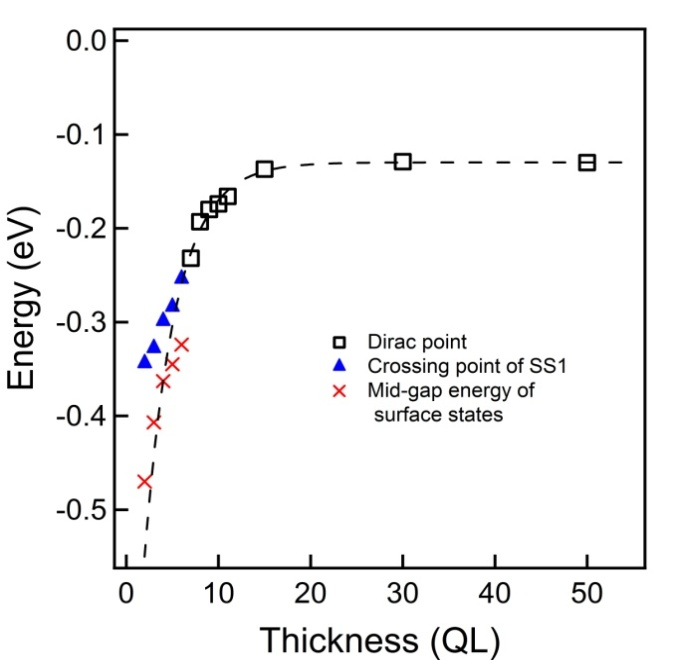 0.0
-0.1
-0.2
-0.3
-0.4
-0.5
Energy (eV)
Dirac point
Crossing point of SS1
Mid-gap energy of
surface states
0 10 20 30 40 50
Thickness (QL)